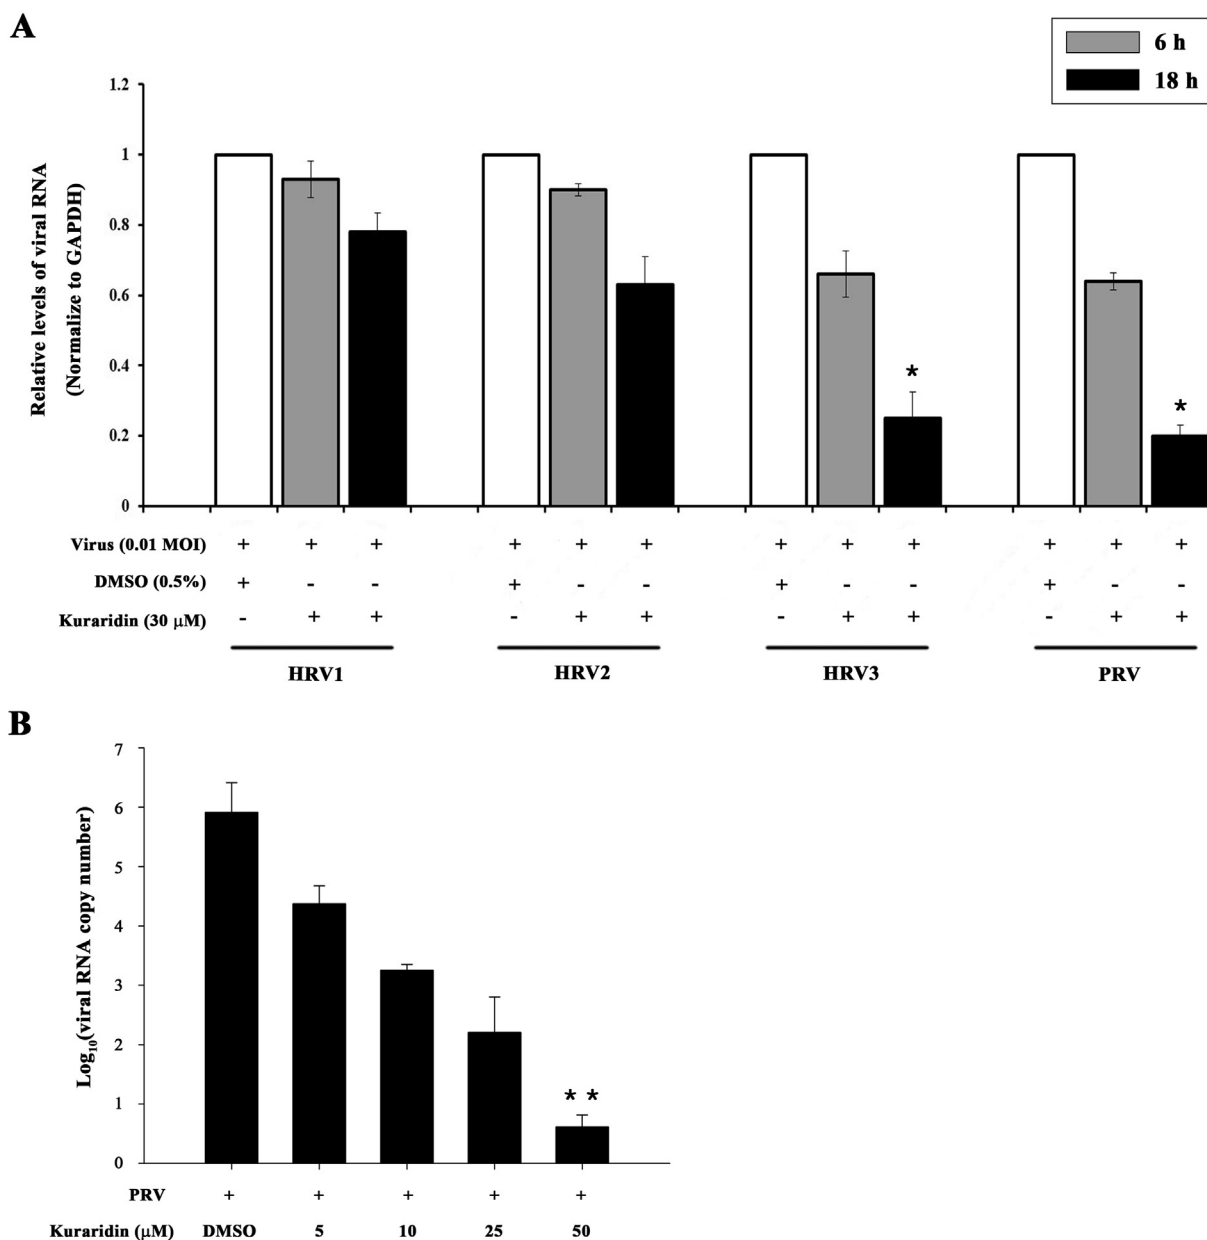 A
6 h
18 h
Relative levels of viral RNA
(Normalize to GAPDH)
1.2
1
0.8
0.6
0.4
0.2
0
*
*
Virus (0.01 MOI) + + + + + + + + + + + +
DMSO (0.5%) + - - + - - + - - + - -
Kuraridin (30 μM) - + + - + + - + + - + +
HRV1 HRV2 HRV3 PRV
B
Log₁₀(viral RNA copy number)
7
6
5
4
3
2
1
0
* *
PRV + + + + +
Kuraridin (μM) DMSO 5 10 25 50